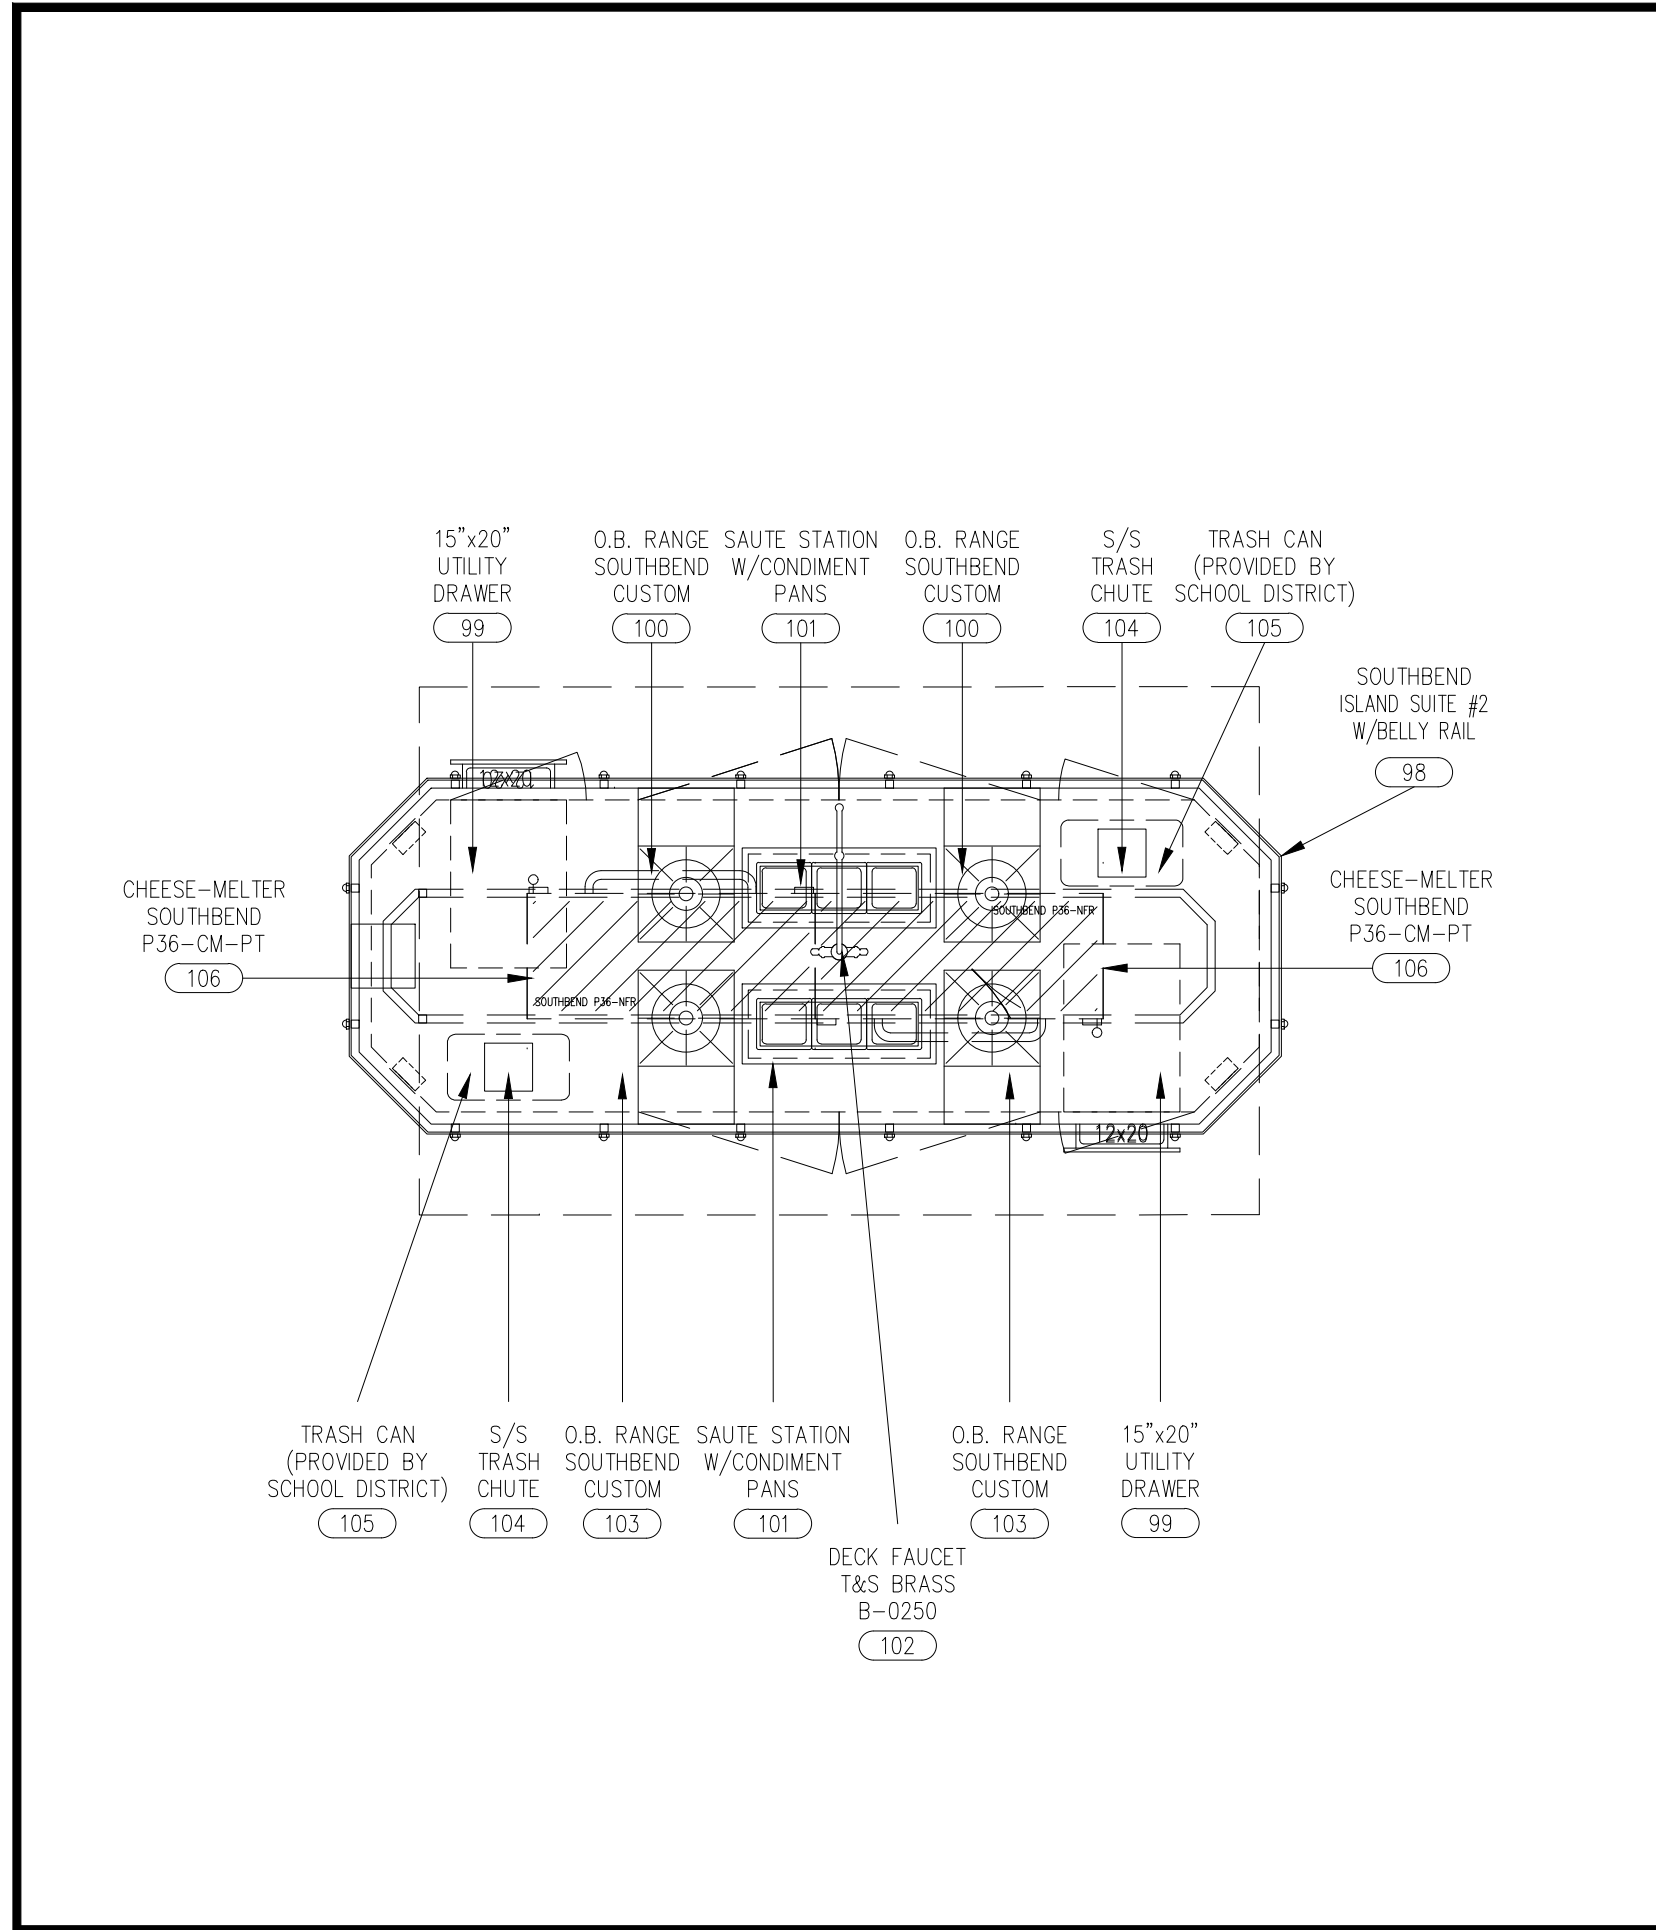 15”x20”
UTILITY
DRAWER
99
O.B. RANGE
SOUTHBEND
CUSTOM
100
SAUTE STATION
W/CONDIMENT
PANS
101
O.B. RANGE
SOUTHBEND
CUSTOM
100
S/S
TRASH
CHUTE
104
TRASH CAN
(PROVIDED BY
SCHOOL DISTRICT)
105
SOUTHBEND
ISLAND SUITE #2
W/BELLY RAIL
98
CHEESE-MELTER
SOUTHBEND
P36-CM-PT
106
CHEESE-MELTER
SOUTHBEND
P36-CM-PT
106
SOUTHBEND P36-NFR
SOUTHBEND P36-NFR
12x20
TRASH CAN
(PROVIDED BY
SCHOOL DISTRICT)
105
S/S
TRASH
CHUTE
104
O.B. RANGE
SOUTHBEND
CUSTOM
103
SAUTE STATION
W/CONDIMENT
PANS
101
O.B. RANGE
SOUTHBEND
CUSTOM
103
15”x20”
UTILITY
DRAWER
99
DECK FAUCET
T&S BRASS
B-0250
102